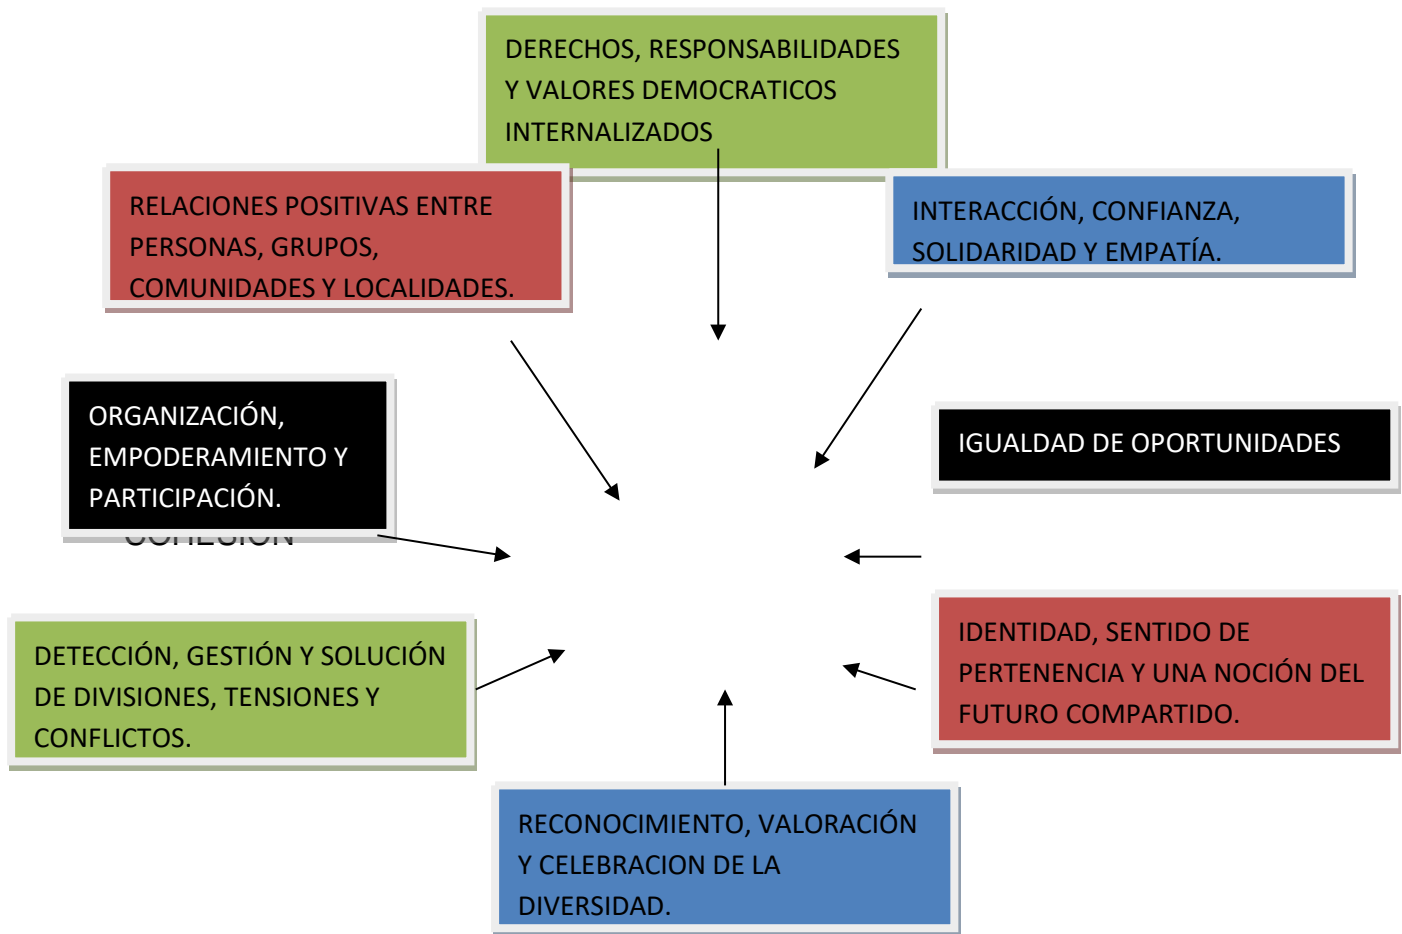 DERECHOS, RESPONSABILIDADES
Y VALORES DEMOCRATICOS
INTERNALIZADOS
RELACIONES POSITIVAS ENTRE
PERSONAS, GRUPOS,
COMUNIDADES Y LOCALIDADES.
INTERACCIÓN, CONFIANZA,
SOLIDARIDAD Y EMPATÍA.
ORGANIZACIÓN,
EMPODERAMIENTO Y
PARTICIPACIÓN.
IGUALDAD DE OPORTUNIDADES
COHESIÓN
DETECCIÓN, GESTIÓN Y SOLUCIÓN
DE DIVISIONES, TENSIONES Y
CONFLICTOS.
IDENTIDAD, SENTIDO DE
PERTENENCIA Y UNA NOCIÓN DEL
FUTURO COMPARTIDO.
RECONOCIMIENTO, VALORACIÓN
Y CELEBRACION DE LA
DIVERSIDAD.